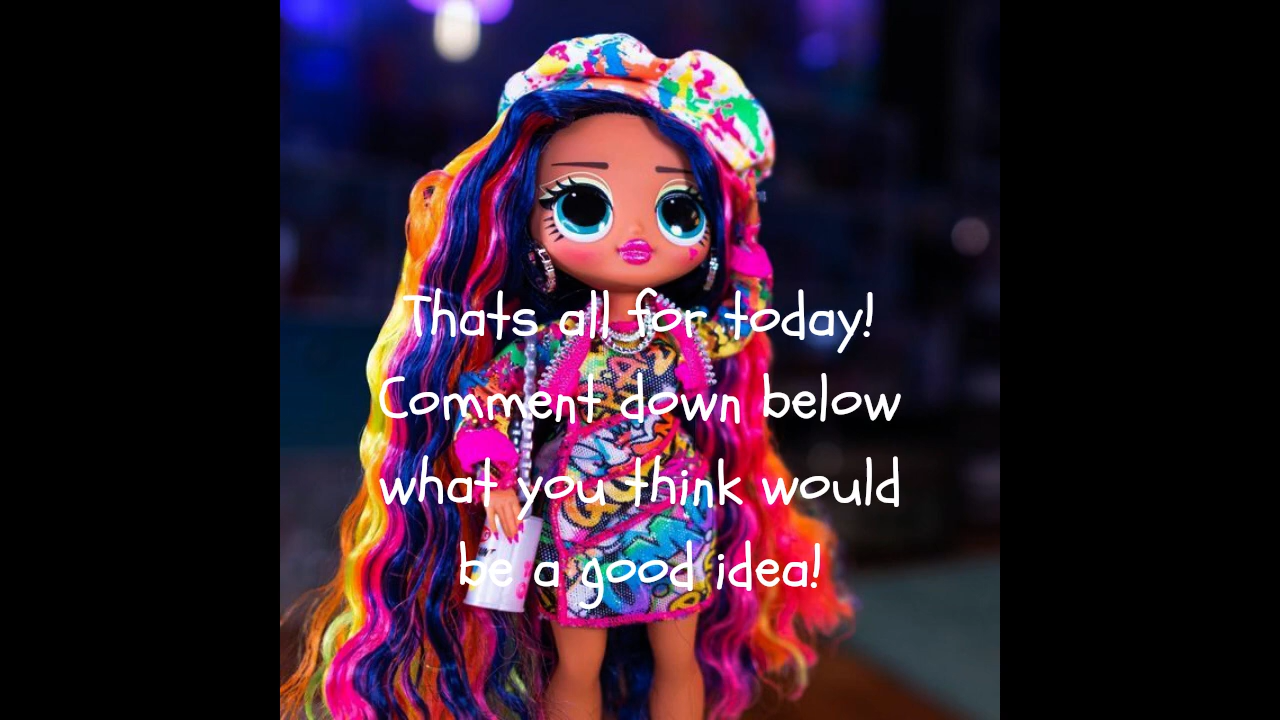 Thats all for today!
Comment down below
what you think would
be a good idea!